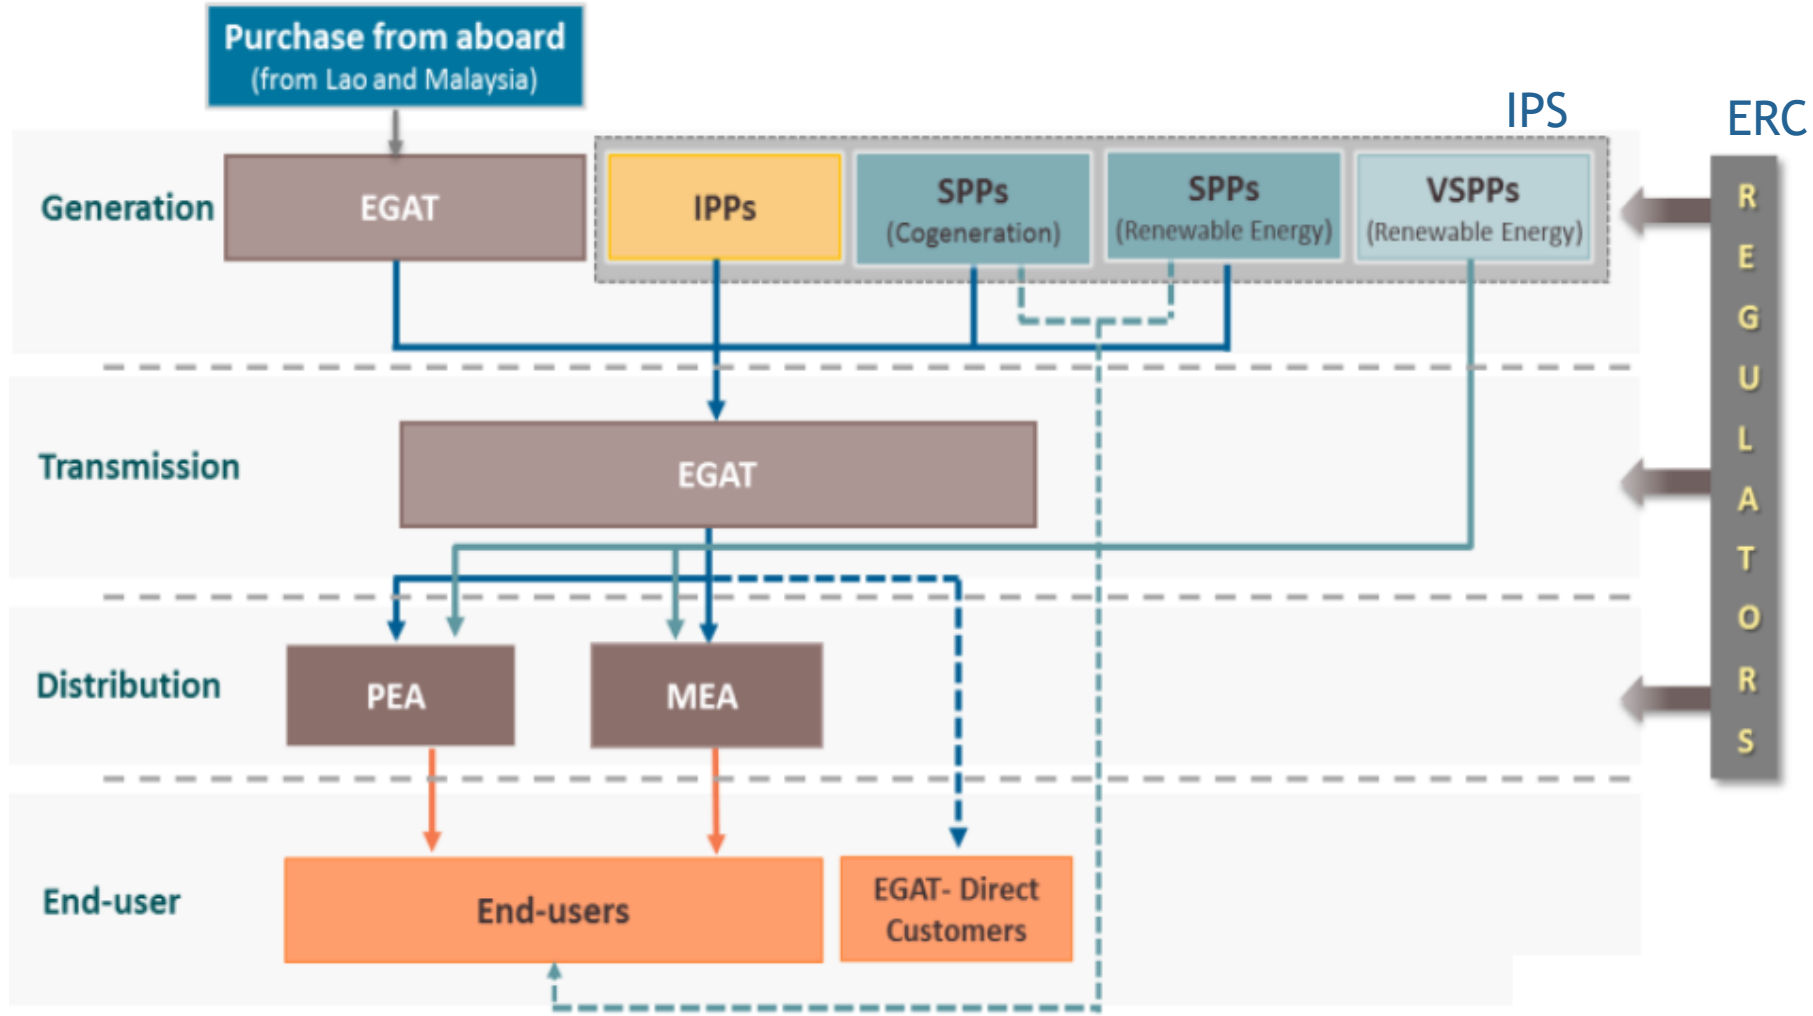 Purchase from aboard
(from Lao and Malaysia)
IPS
ERC
Generation
EGAT
IPPs
SPPs
(Cogeneration)
SPPs
(Renewable Energy)
VSPPs
(Renewable Energy)
Transmission
EGAT
Distribution
PEA
MEA
End-user
End-users
EGAT- Direct
Customers
R
E
G
U
L
A
T
O
R
S